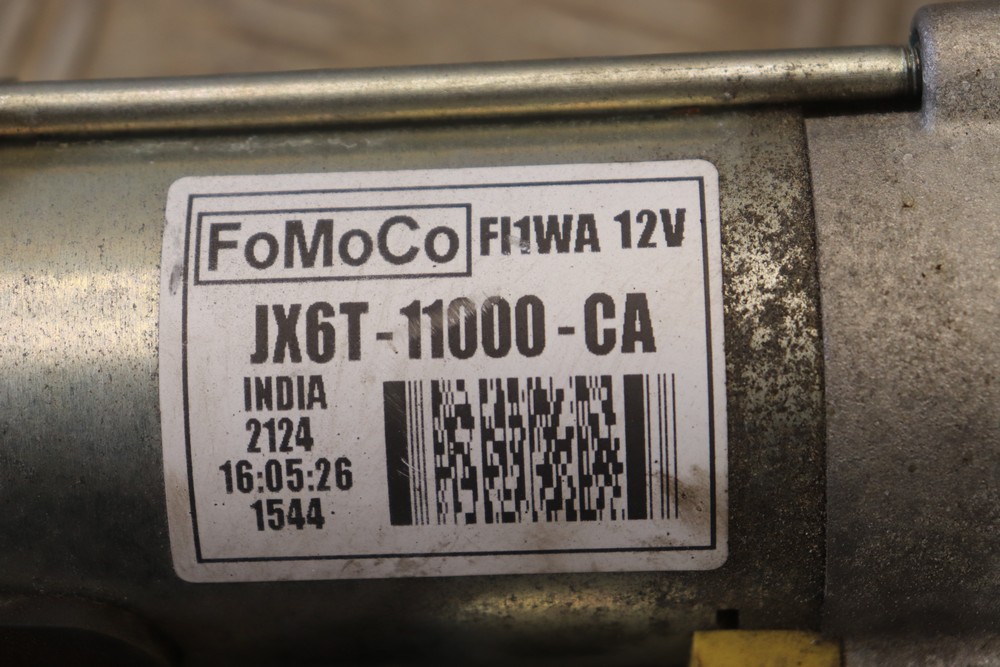 FoMoCo FI1WA 12V
JX6T-11000-CA
INDIA
2124
16:05:26
1544